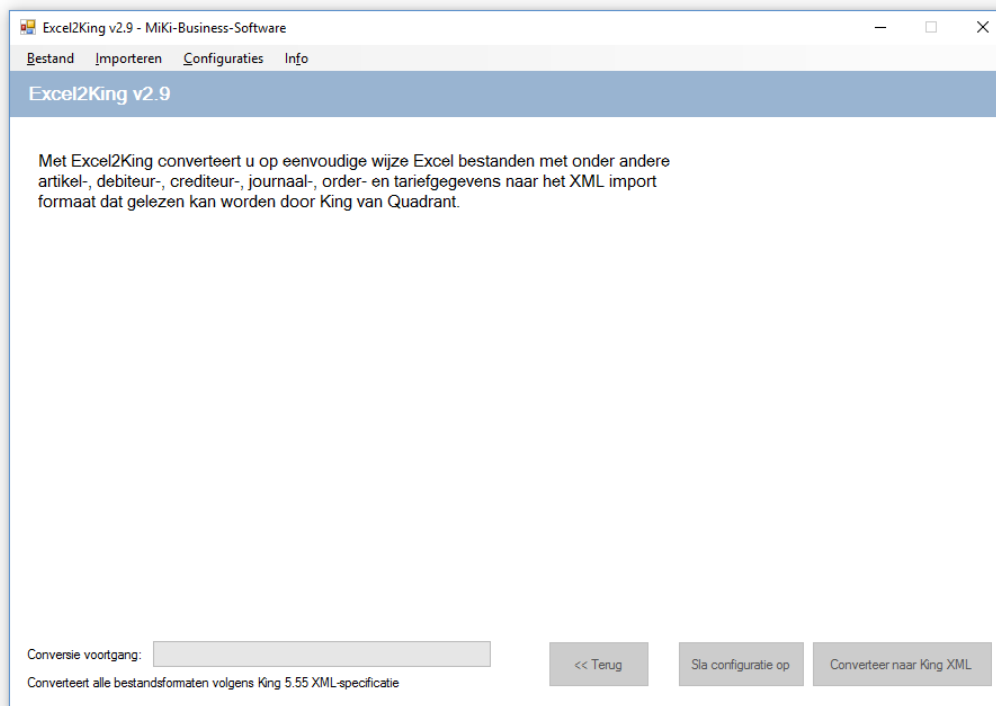 Excel2King v2.9 - MiKi-Business-Software
Bestand Importeren Configuraties Info
Excel2King v2.9
Met Excel2King converteert u op eenvoudige wijze Excel bestanden met onder andere
artikel-, debiteur-, crediteur-, journaal-, order- en tariefgegevens naar het XML import
formaat dat gelezen kan worden door King van Quadrant.
Conversie voortgang:
<< Terug Sla configuratie op Converteer naar King XML
Converteert alle bestandsformaten volgens King 5.55 XML-specificatie